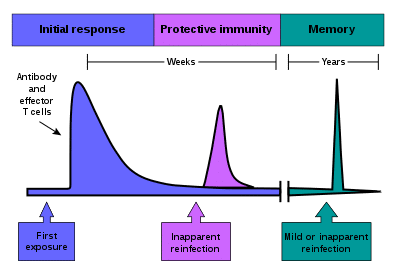 Initial response
Protective immunity
Memory
Weeks
Years
Antibody
and
effector
T cells
First
exposure
Inapparent
reinfection
Mild or inapparent
reinfection